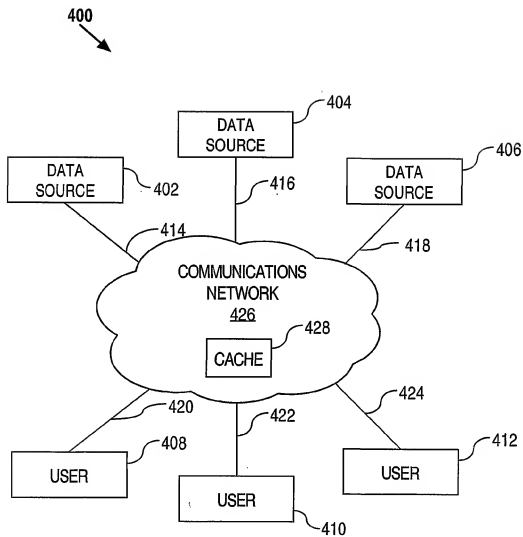 400
404
DATA
SOURCE
406
DATA
SOURCE
402
DATA
SOURCE
416
414
418
COMMUNICATIONS
NETWORK
426
428
CACHE
424
420
422
408
412
USER
USER
USER
410